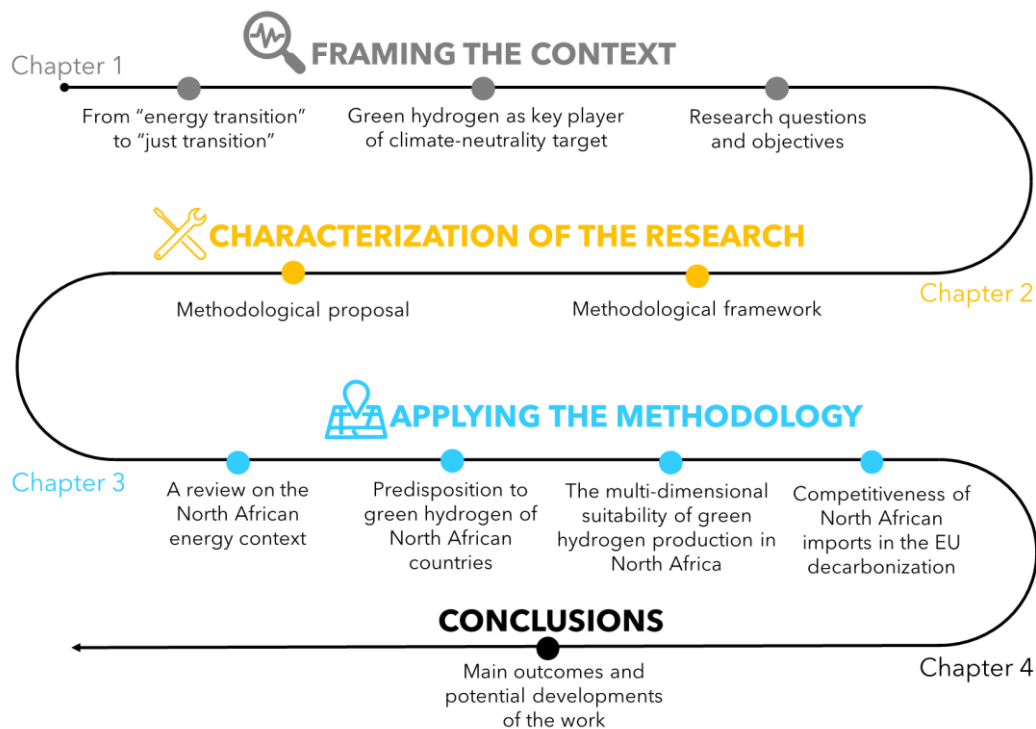 FRAMING THE CONTEXT
Chapter 1
From “energy transition”
to “just transition”
Green hydrogen as key player
of climate-neutrality target
Research questions
and objectives
CHARACTERIZATION OF THE RESEARCH
Chapter 2
Methodological proposal
Methodological framework
APPLYING THE METHODOLOGY
Chapter 3
A review on the
North African
energy context
Predisposition to
green hydrogen of
North African
countries
The multi-dimensional
suitability of green
hydrogen production in
North Africa
Competitiveness of
North African
imports in the EU
decarbonization
CONCLUSIONS
Chapter 4
Main outcomes and
potential developments
of the work